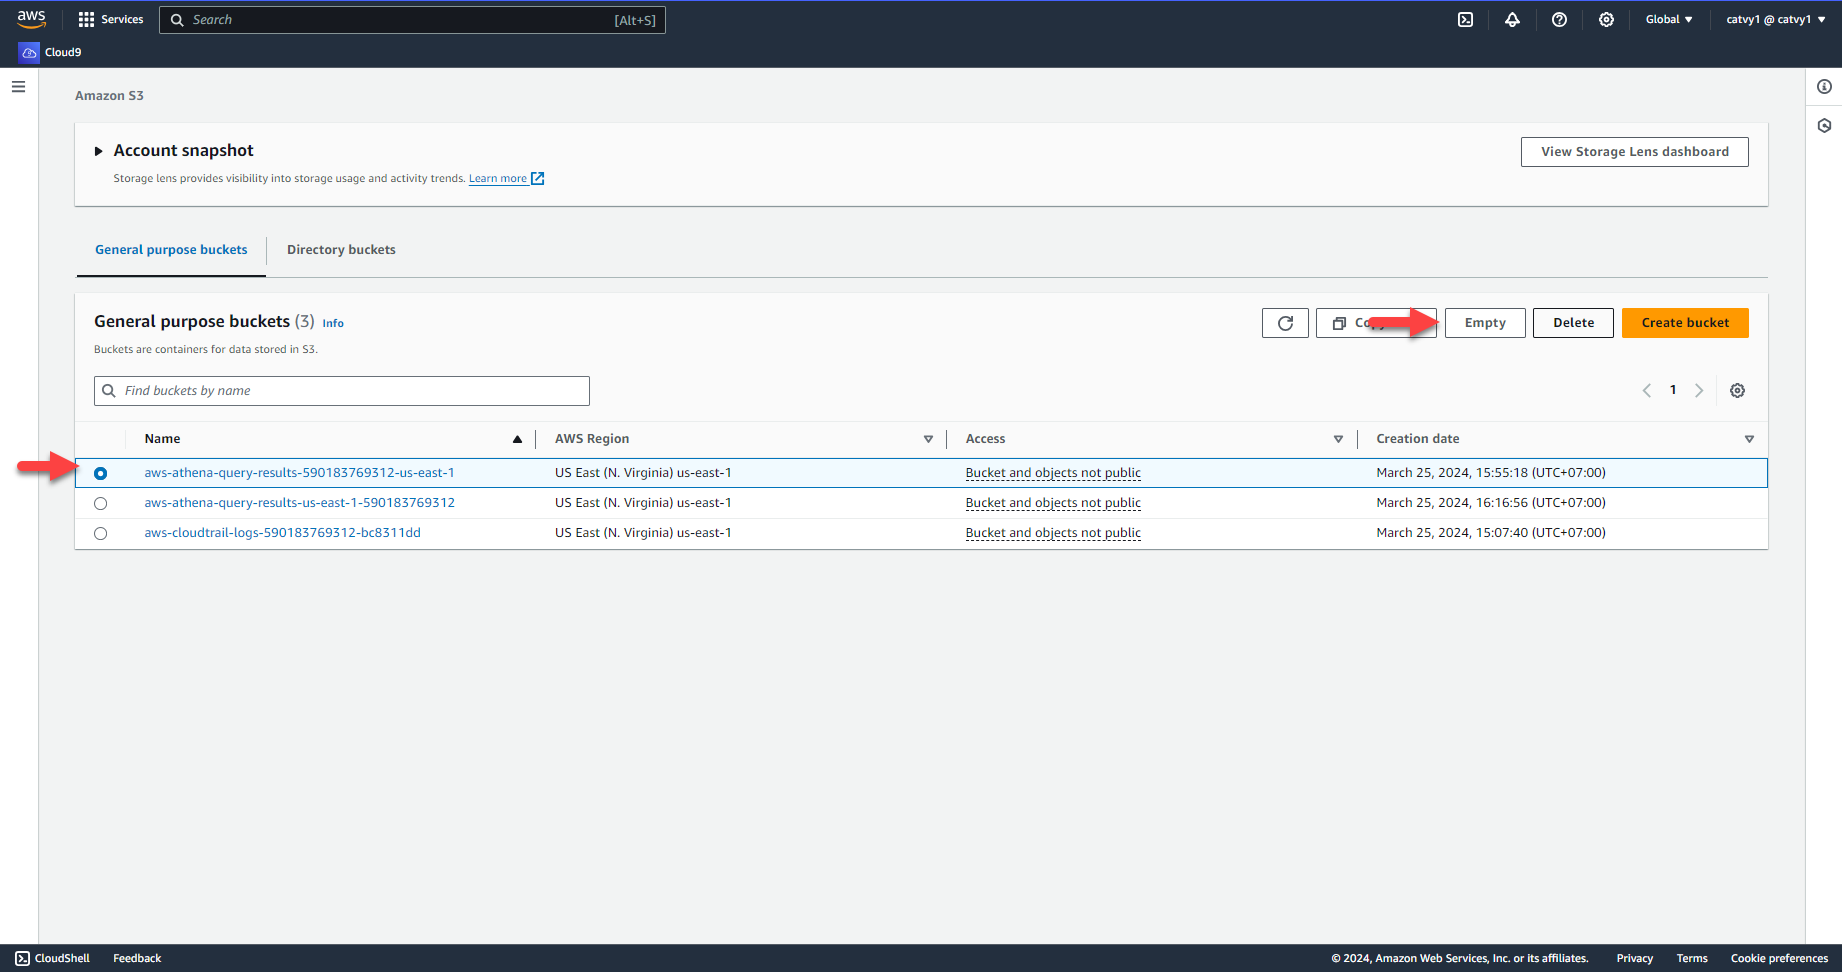 aws Services Search [Alt+S] Global catvy1 @ catvy1
Cloud9
Amazon S3
Account snapshot
View Storage Lens dashboard
Storage lens provides visibility into storage usage and activity trends. Learn more
General purpose buckets Directory buckets
General purpose buckets (3) Info
Empty Delete Create bucket
Buckets are containers for data stored in S3.
Find buckets by name
1
Name AWS Region Access Creation date
aws-athena-query-results-590183769312-us-east-1 US East (N. Virginia) us-east-1 Bucket and objects not public March 25, 2024, 15:55:18 (UTC+07:00)
aws-athena-query-results-us-east-1-590183769312 US East (N. Virginia) us-east-1 Bucket and objects not public March 25, 2024, 16:16:56 (UTC+07:00)
aws-cloudtrail-logs-590183769312-bc8311dd US East (N. Virginia) us-east-1 Bucket and objects not public March 25, 2024, 15:07:40 (UTC+07:00)
CloudShell Feedback © 2024, Amazon Web Services, Inc. or its affiliates. Privacy Terms Cookie preferences